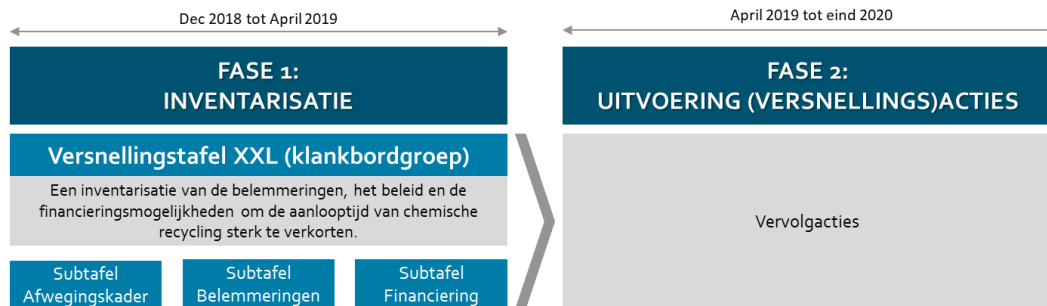 Dec 2018 tot April 2019
FASE 1:
INVENTARISATIE
Versnellingstafel XXL (klankbordgroep)
Een inventarisatie van de belemmeringen, het beleid en de
financieringsmogelijkheden om de aanlooptijd van chemische
recycling sterk te verkorten.
Subtafel
Afwegingskader
Subtafel
Belemmeringen
Subtafel
Financiering
April 2019 tot eind 2020
FASE 2:
UITVOERING (VERSNELLINGS)ACTIES
Vervolgacties